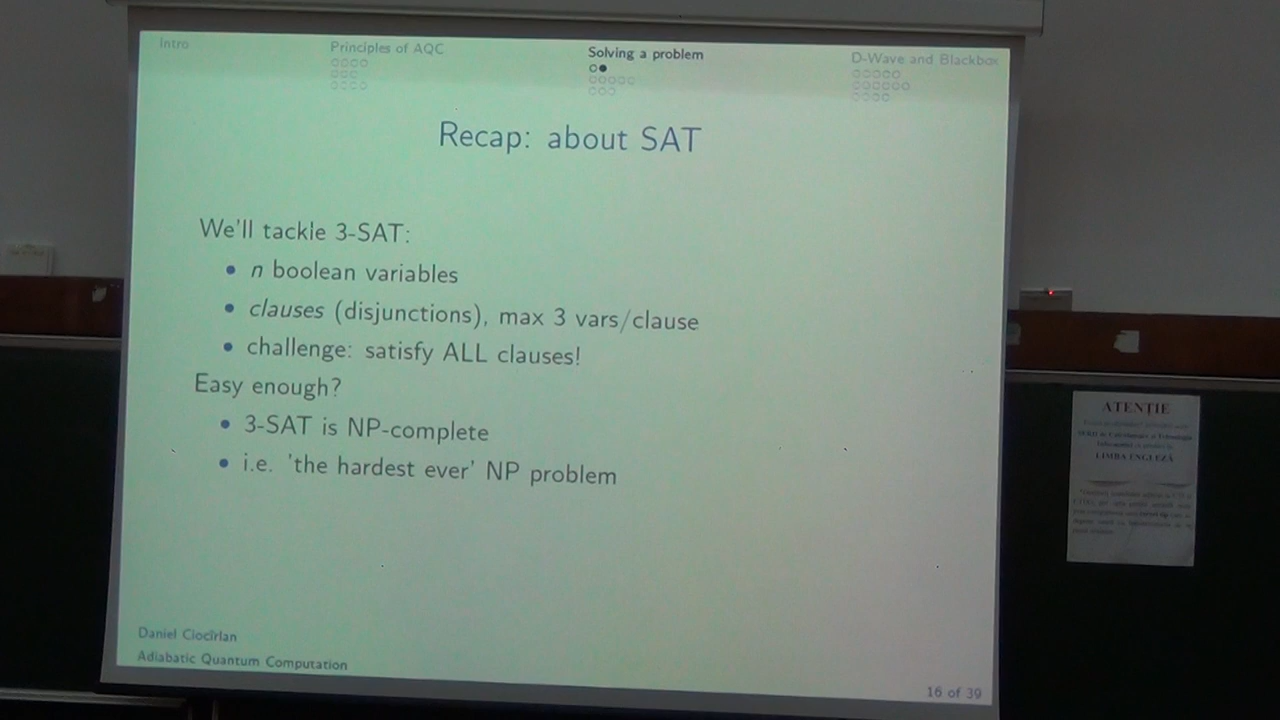 Intro
Principles of AQC
Solving a problem
D-Wave and Blackbox
Recap: about SAT
We'll tackle 3-SAT:
• n boolean variables
• clauses (disjunctions), max 3 vars/clause
• challenge: satisfy ALL clauses!
Easy enough?
• 3-SAT is NP-complete
• i.e. 'the hardest ever' NP problem
Daniel Ciocîrlan
Adiabatic Quantum Computation
16 of 39
ATENȚIE
LIMBA ENGLEZĂ